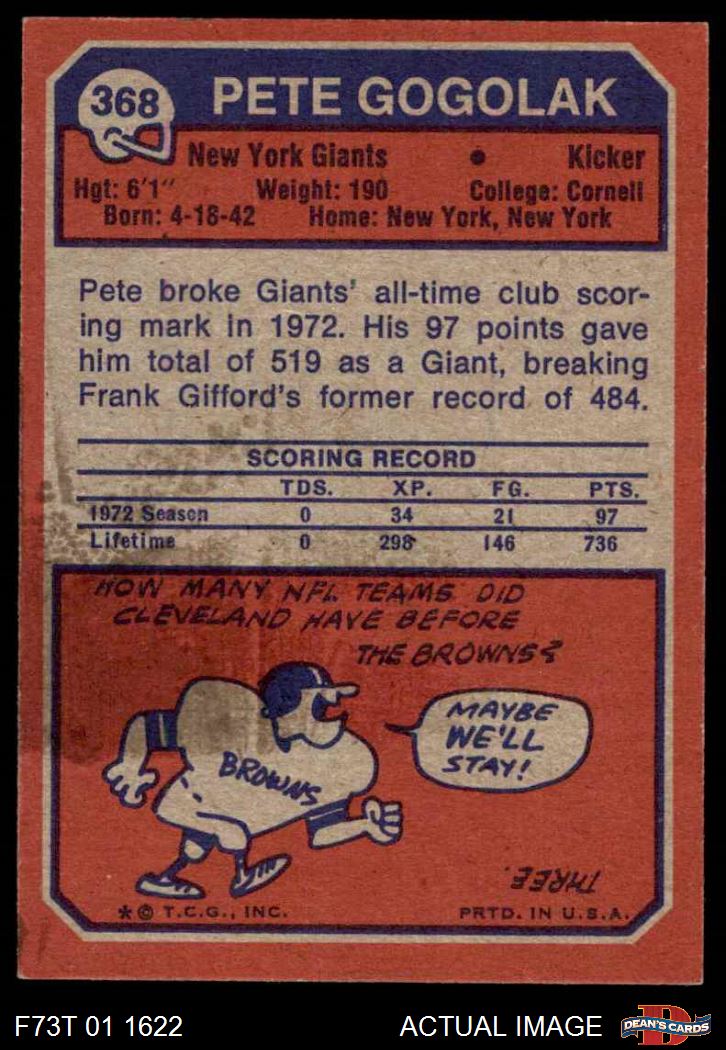 368
PETE GOGOLAK
New York Giants • Kicker
Hgt: 6'1" Weight: 190 College: Cornell
Born: 4-18-42 Home: New York, New York
Pete broke Giants' all-time club scor-
ing mark in 1972. His 97 points gave
him total of 519 as a Giant, breaking
Frank Gifford's former record of 484.
SCORING RECORD
TDS. XP. FG. PTS.
1972 Season 0 34 21 97
Lifetime 0 298 146 736
HOW MANY NFL TEAMS DID
CLEVELAND HAVE BEFORE
THE BROWNS?
MAYBE
WE'LL
STAY!
BROWNS
THREE.
* © T.C.G., INC. PRTD. IN U.S.A.
F73T 01 1622 ACTUAL IMAGE
D
DEAN'S CARDS